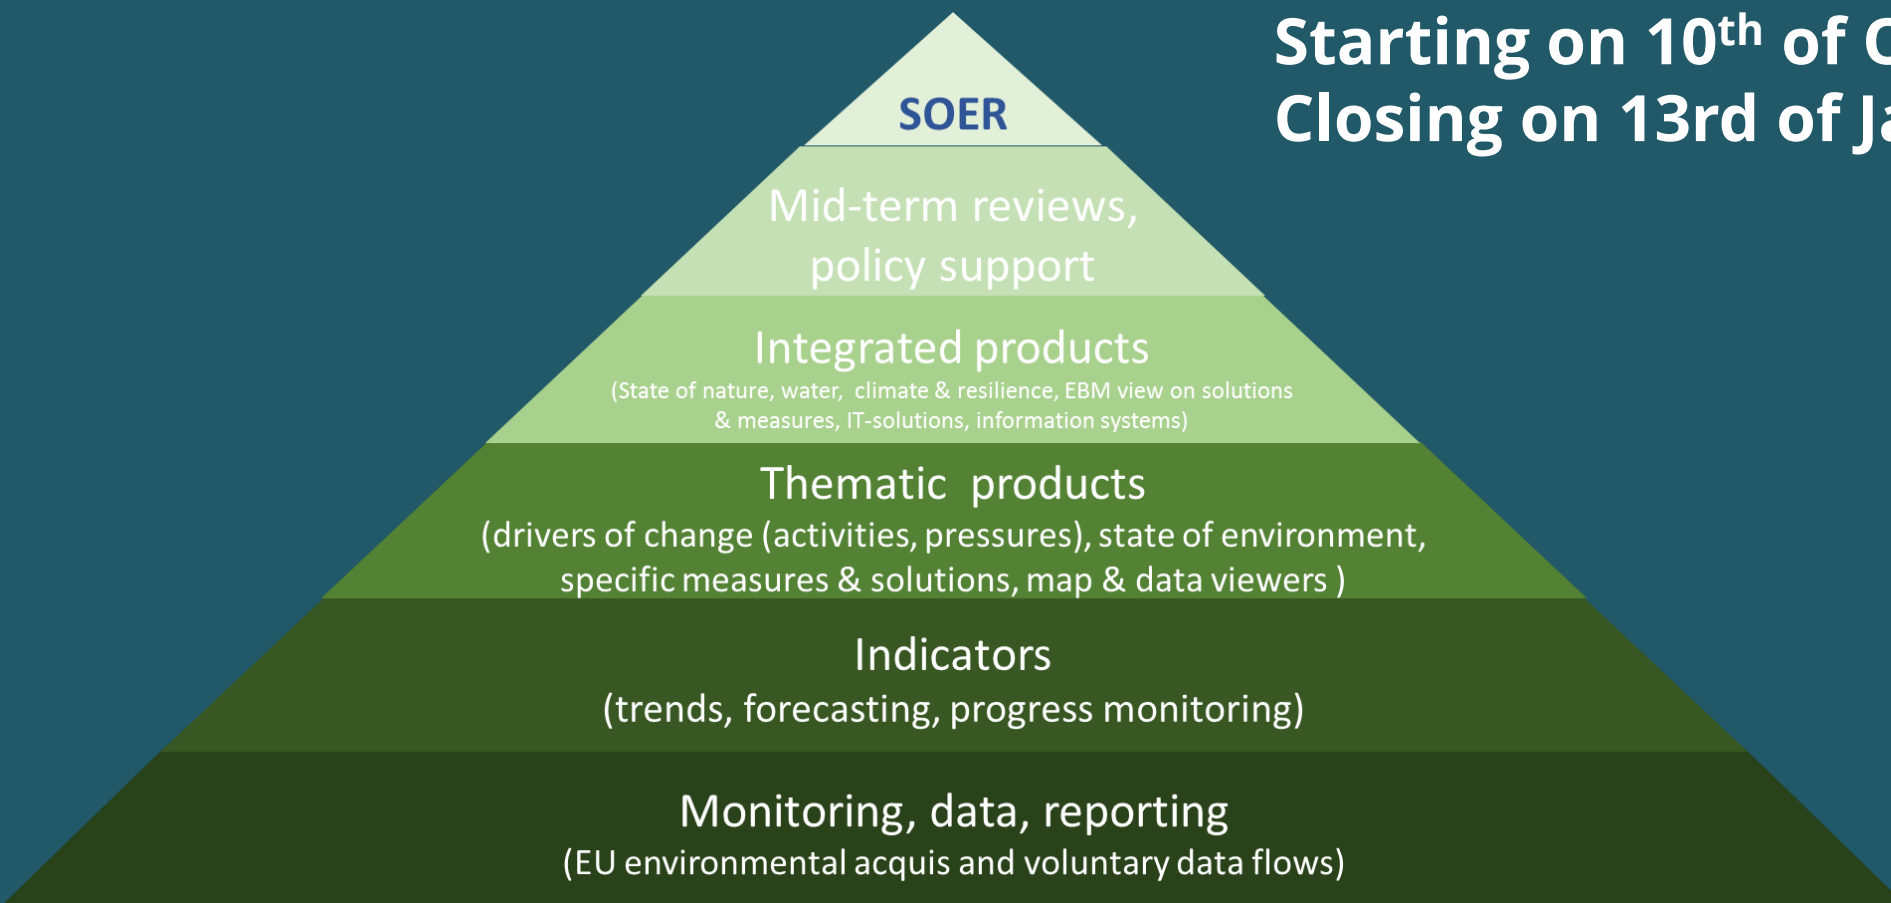 Starting on 10th of
Closing on 13rd of
SOER
Mid-term reviews,
policy support
Integrated products
(State of nature, water, climate & resilience, EBM view on solutions
& measures, IT-solutions, information systems)
Thematic products
(drivers of change (activities, pressures), state of environment,
specific measures & solutions, map & data viewers )
Indicators
(trends, forecasting, progress monitoring)
Monitoring, data, reporting
(EU environmental acquis and voluntary data flows)